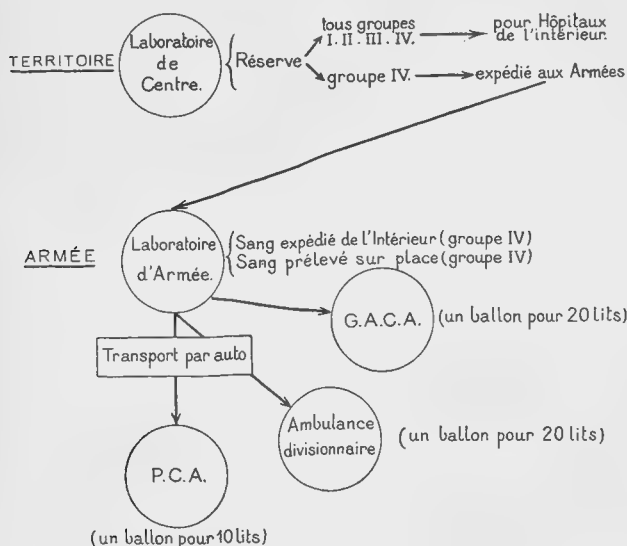 TERRITOIRE
Laboratoire
de
Centre.
Réserve
tous groupes
I. II. III. IV.
pour Hôpitaux
de l'intérieur.
groupe IV.
expédié aux Armées
ARMÉE
Laboratoire
d'Armée.
Sang expédié de l'Intérieur (groupe IV)
Sang prélevé sur place (groupe IV)
G.A.C.A.
(un ballon pour 20 lits)
Transport par auto
Ambulance
divisionnaire
(un ballon pour 20 lits)
P.C.A.
(un ballon pour 10 lits)